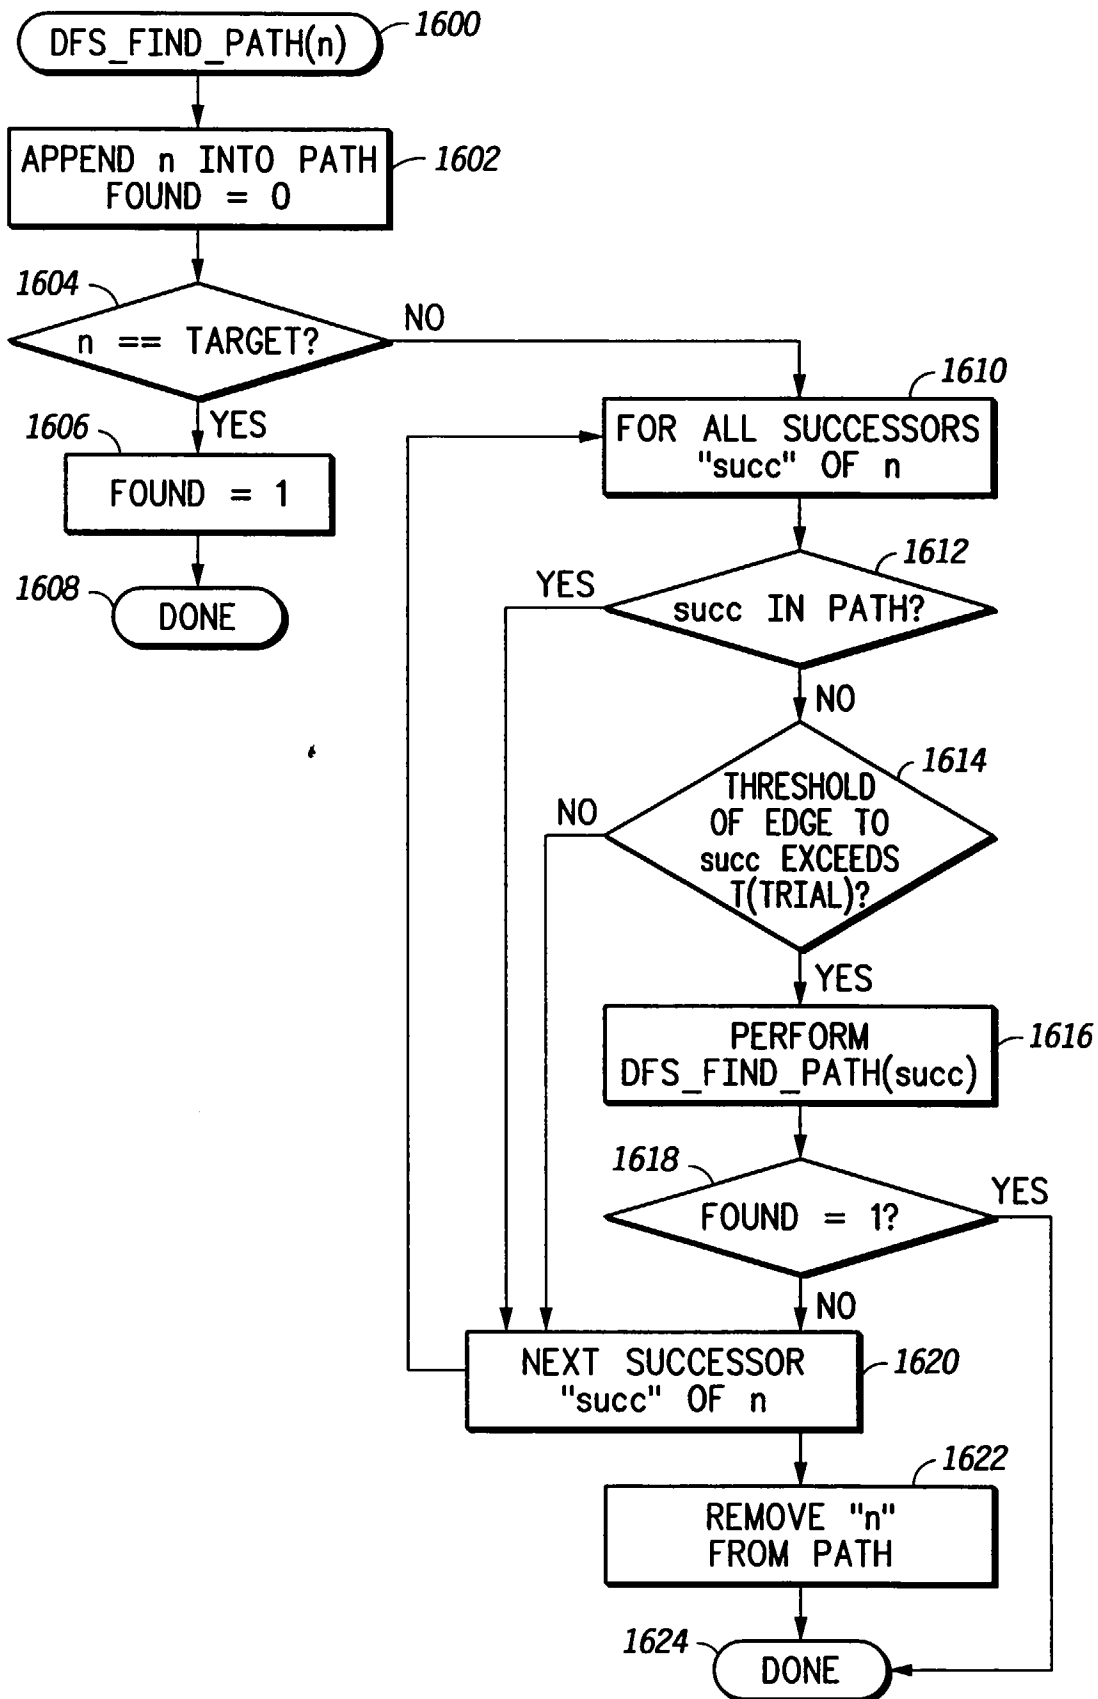 DFS_FIND_PATH(n)
1600
APPEND n INTO PATH
FOUND = 0
1602
1604
n == TARGET?
NO
YES
1606
FOUND = 1
1608
DONE
1610
FOR ALL SUCCESSORS
"succ" OF n
1612
YES
succ IN PATH?
NO
1614
NO
THRESHOLD
OF EDGE TO
succ EXCEEDS
T(TRIAL)?
YES
PERFORM
DFS_FIND_PATH(succ)
1616
1618
YES
FOUND = 1?
NO
NEXT SUCCESSOR
"succ" OF n
1620
1622
REMOVE "n"
FROM PATH
1624
DONE